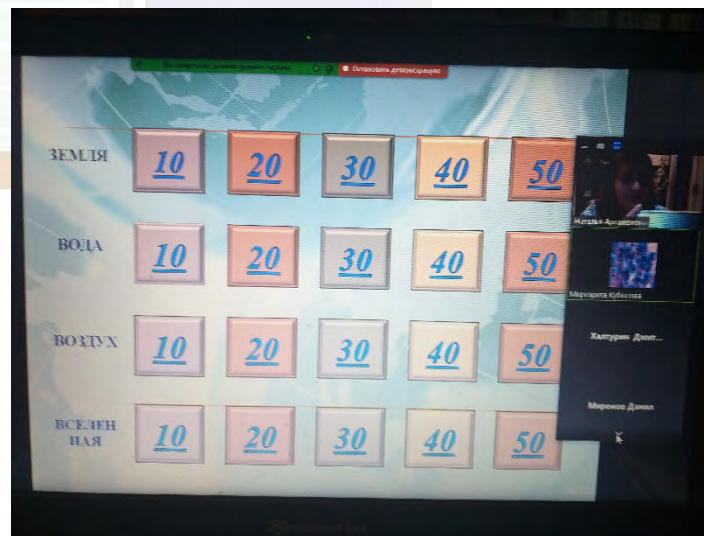 Остановить демонстрацию
ЗЕМЛЯ 10 20 30 40 50
ВОДА 10 20 30 40 50
ВОЗДУХ 10 20 30 40 50
ВСЕЛЕН
НАЯ 10 20 30 40 50
Наталья
Маргарита
Халтурин Дмит...
Миронов Данил